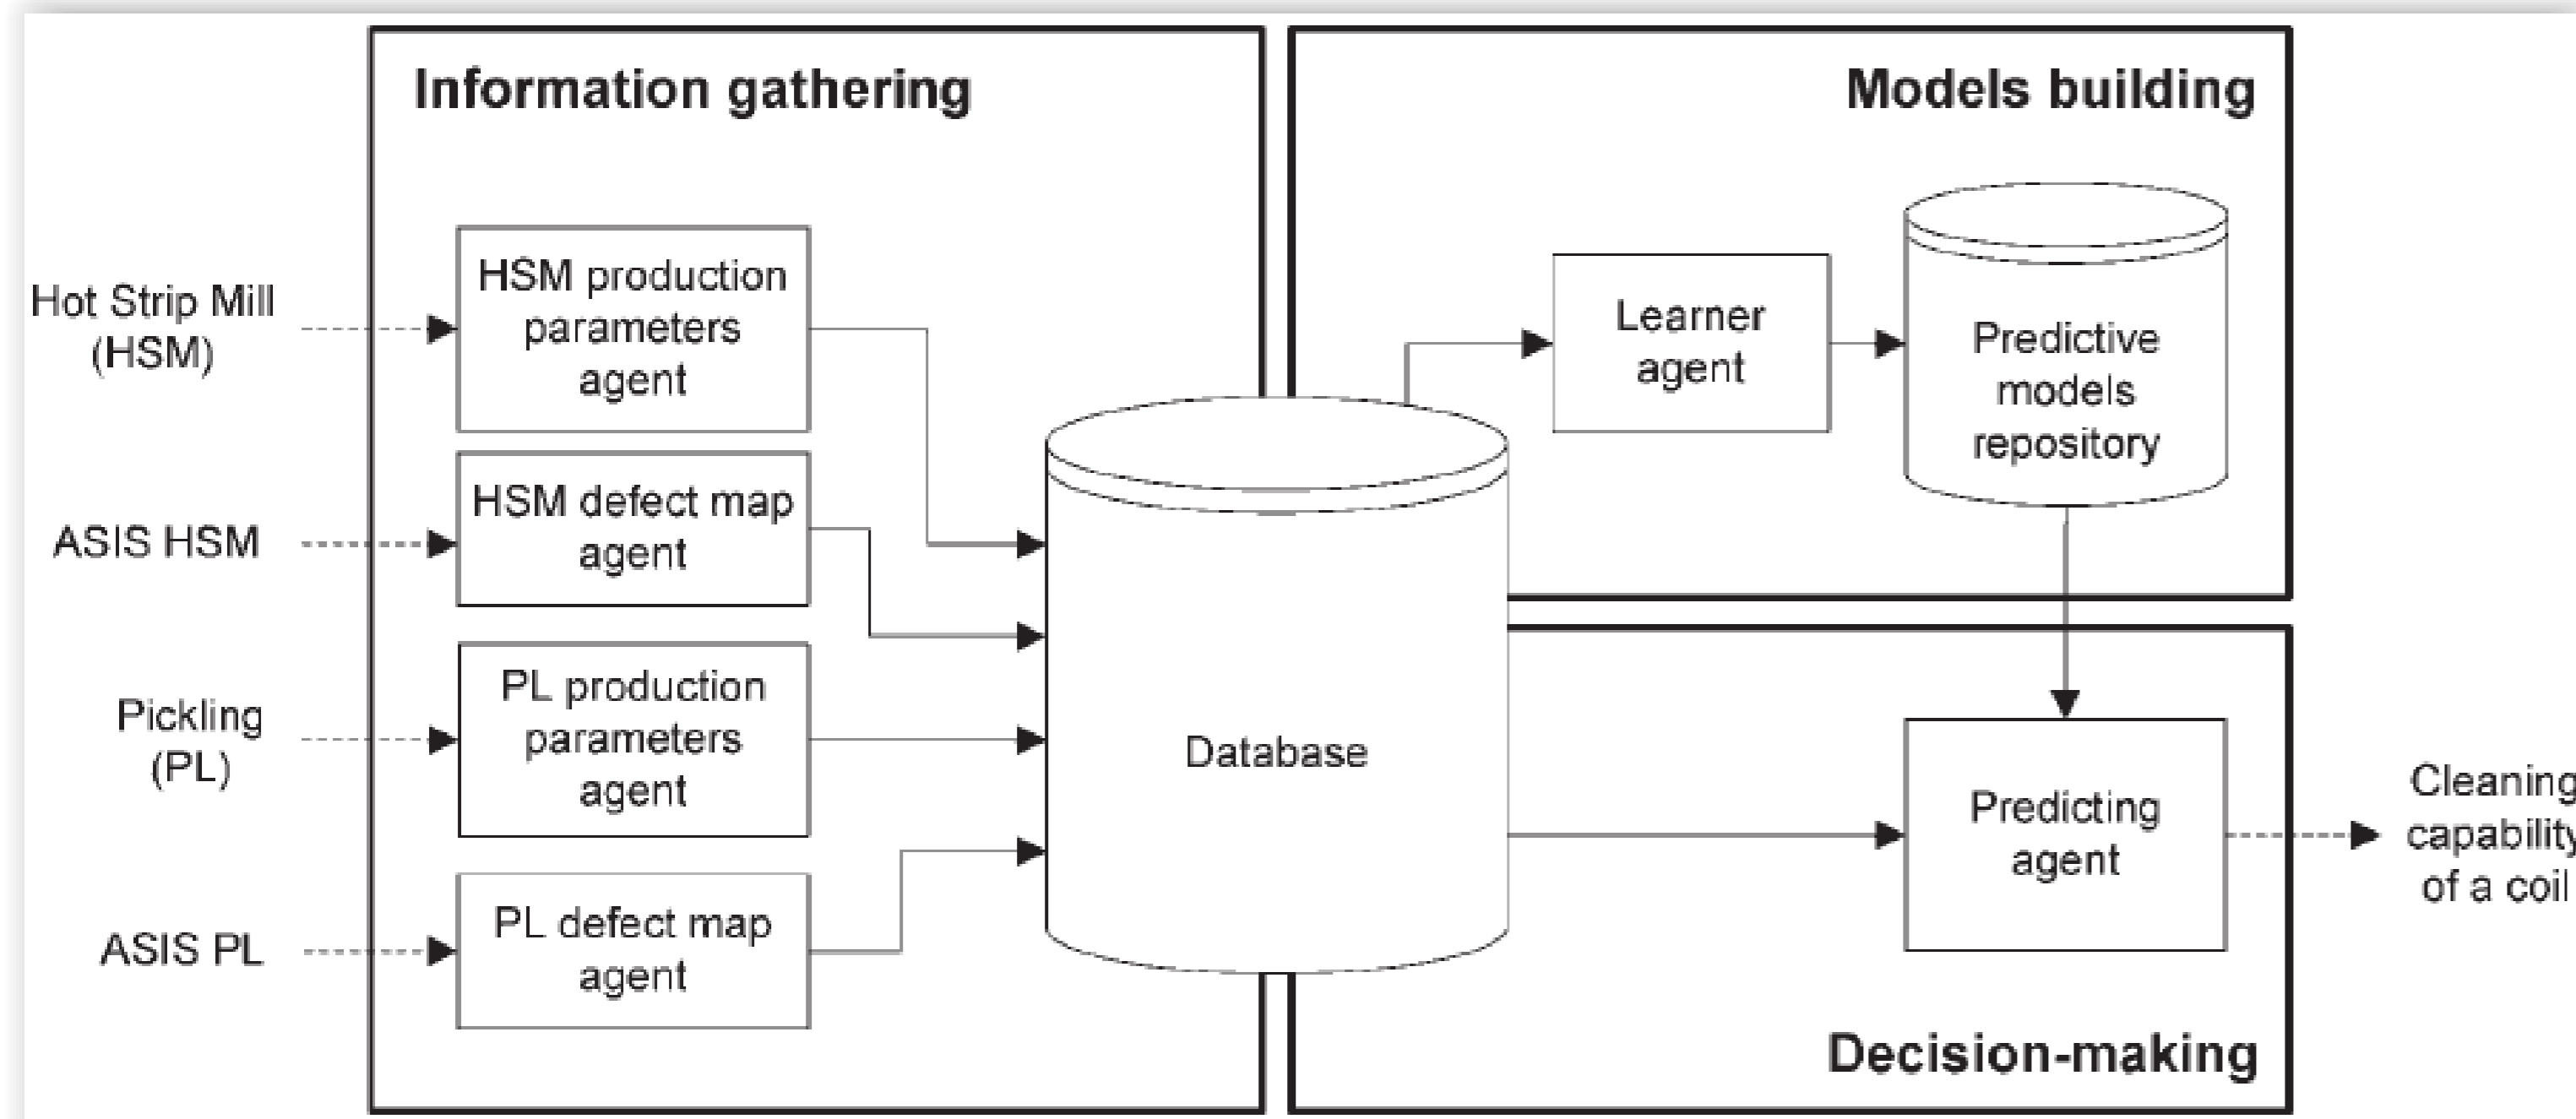 Information gathering
Models building
Hot Strip Mill
(HSM)
HSM production
parameters
agent
Learner
agent
Predictive
models
repository
ASIS HSM
HSM defect map
agent
Pickling
(PL)
PL production
parameters
agent
Database
Predicting
agent
Cleaning
capability
of a coil
ASIS PL
PL defect map
agent
Decision-making